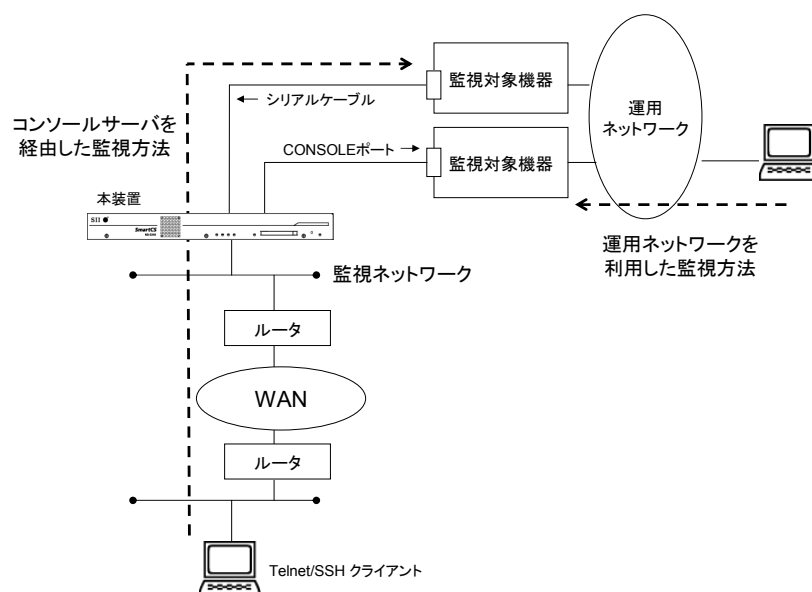 監視対象機器
シリアルケーブル
運用
ネットワーク
コンソールサーバを
経由した監視方法
CONSOLEポート
監視対象機器
本装置
SII
SmartCS
運用ネットワークを
利用した監視方法
監視ネットワーク
ルータ
WAN
ルータ
Telnet/SSH クライアント